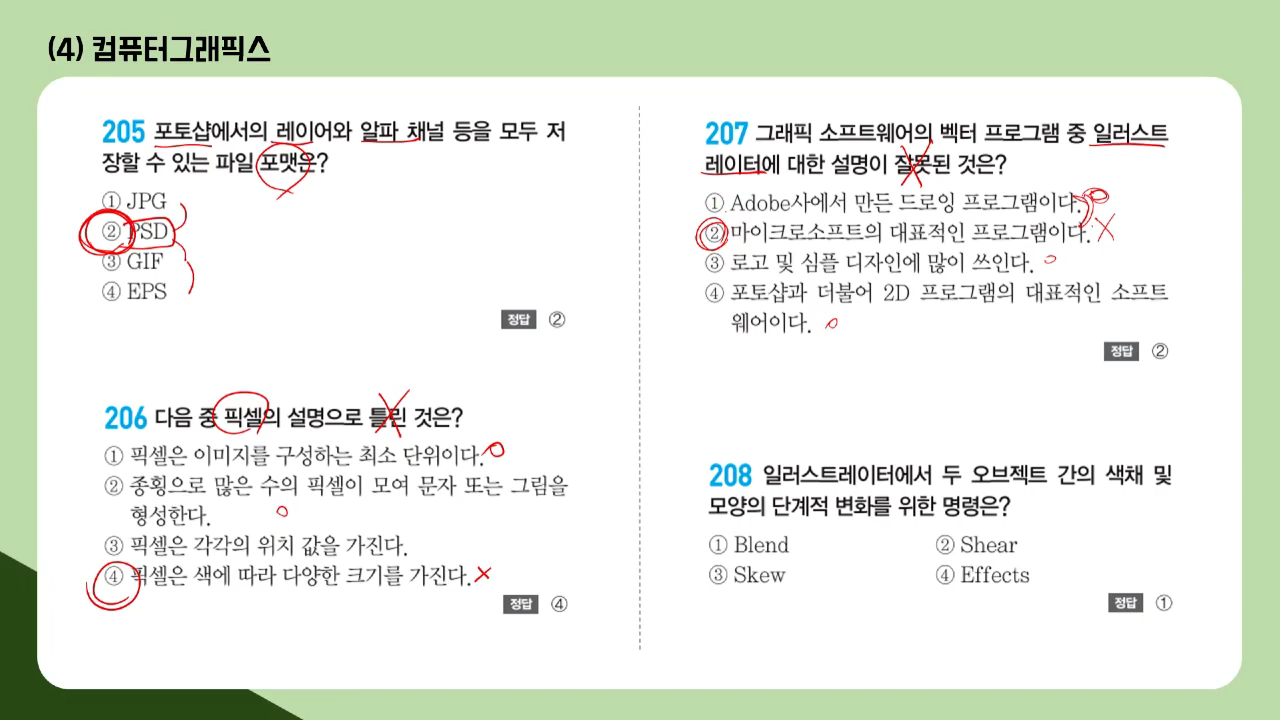 (4) 컴퓨터그래픽스
205 포토샵에서의 레이어와 알파 채널 등을 모두 저
장할 수 있는 파일 포맷은?
① JPG
② PSD
③ GIF
④ EPS
정답 ②
206 다음 중 픽셀의 설명으로 틀린 것은?
① 픽셀은 이미지를 구성하는 최소 단위이다.
② 종횡으로 많은 수의 픽셀이 모여 문자 또는 그림을
형성한다.
③ 픽셀은 각각의 위치 값을 가진다.
④ 픽셀은 색에 따라 다양한 크기를 가진다.
정답 ④
207 그래픽 소프트웨어의 벡터 프로그램 중 일러스트
레이터에 대한 설명이 잘못된 것은?
① Adobe사에서 만든 드로잉 프로그램이다.
② 마이크로소프트의 대표적인 프로그램이다.
③ 로고 및 심플 디자인에 많이 쓰인다.
④ 포토샵과 더불어 2D 프로그램의 대표적인 소프트
웨어이다.
정답 ②
208 일러스트레이터에서 두 오브젝트 간의 색채 및
모양의 단계적 변화를 위한 명령은?
① Blend ② Shear
③ Skew ④ Effects
정답 ①